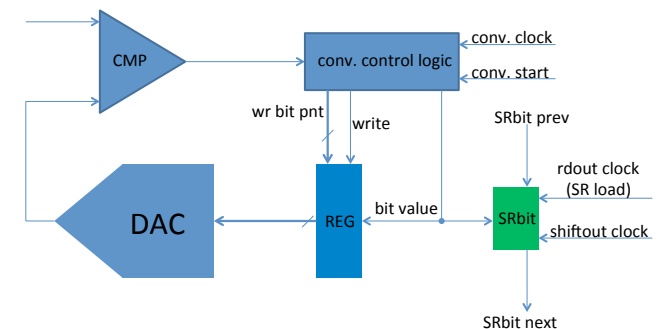 conv. clock
CMP
conv. control logic
conv. start
wr bit pnt
write
SRbit prev
rdout clock
(SR load)
bit value
DAC
REG
SRbit
shiftout clock
SRbit next